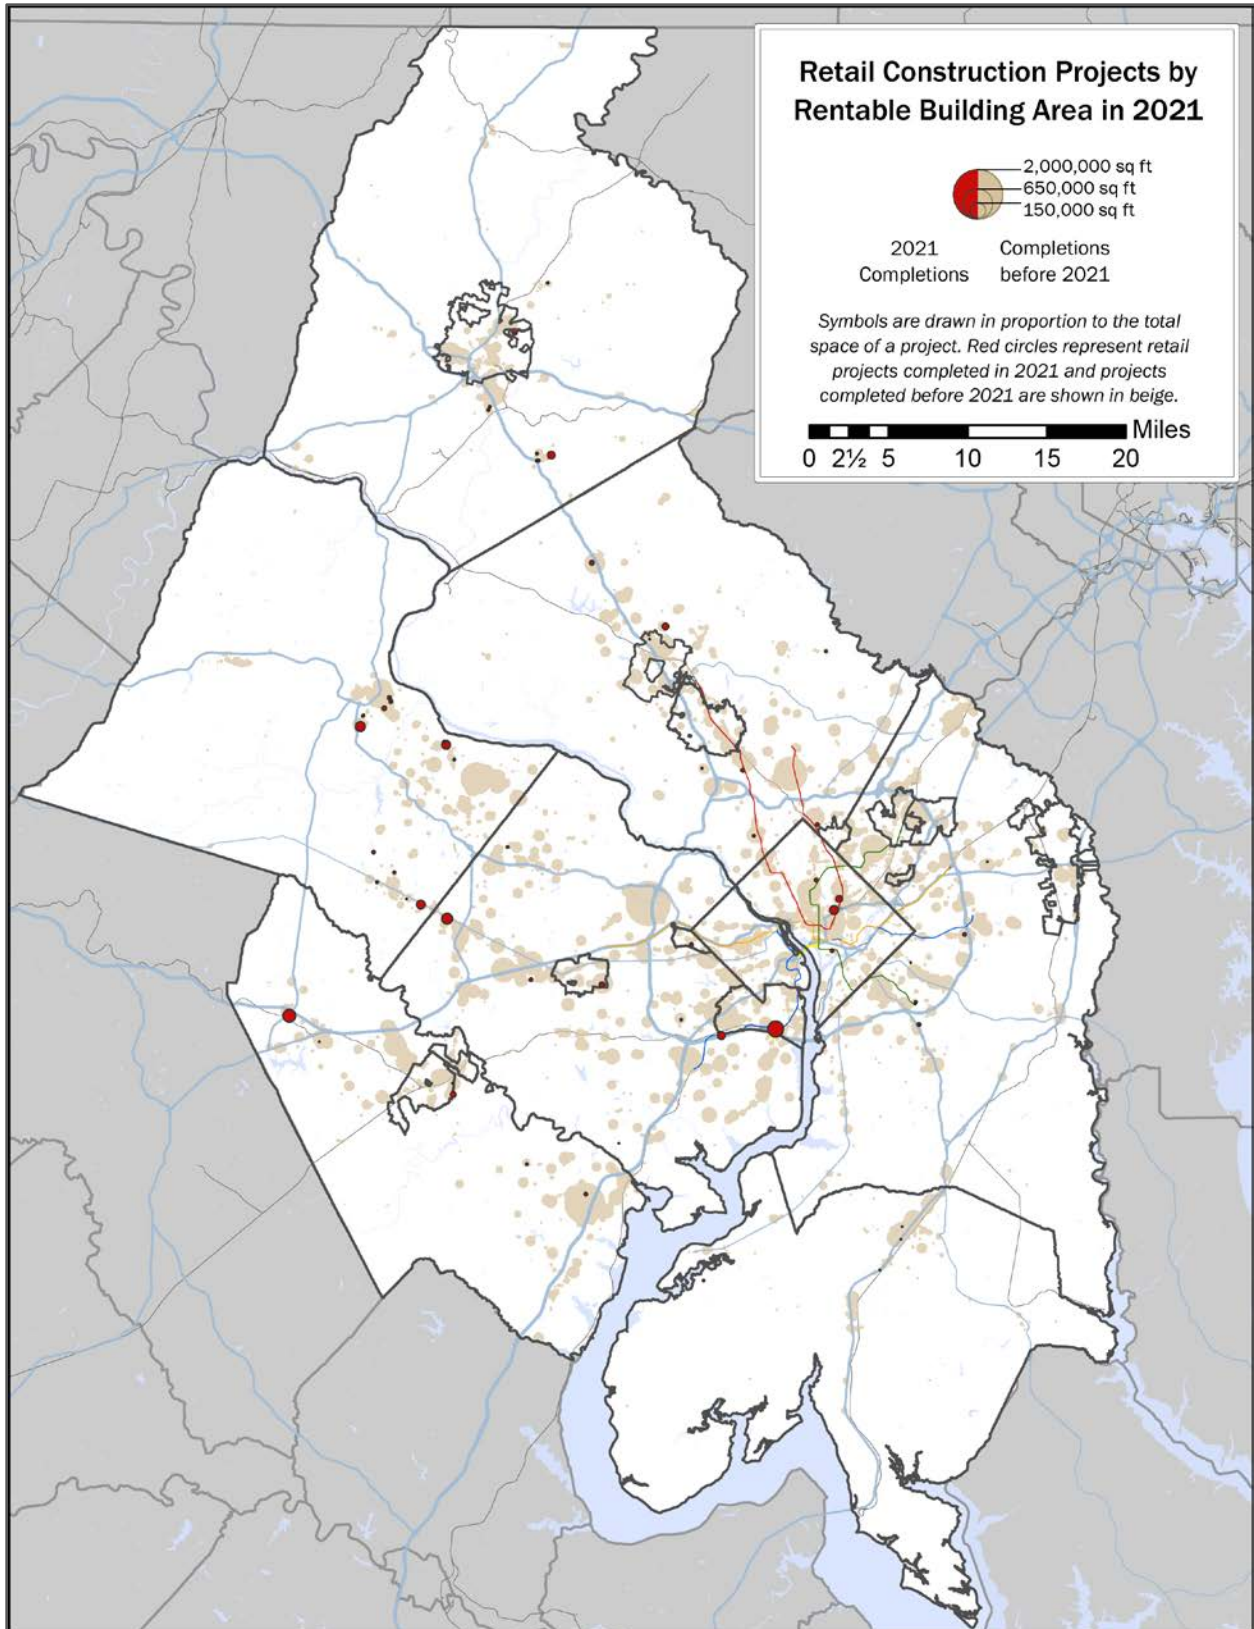 Retail Construction Projects by
Rentable Building Area in 2021
2,000,000 sq ft
650,000 sq ft
150,000 sq ft
2021
Completions
Completions
before 2021
Symbols are drawn in proportion to the total
space of a project. Red circles represent retail
projects completed in 2021 and projects
completed before 2021 are shown in beige.
Miles
0 2½ 5 10 15 20